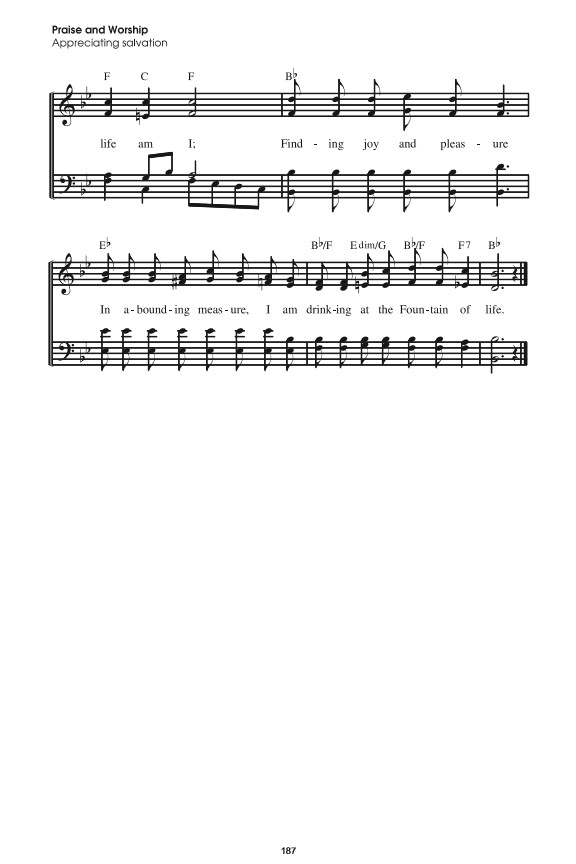 Praise and Worship
Appreciating salvation
F C F B♭
life am I; Find - ing joy and pleas - ure
E♭ B♭/F Edim/G B♭/F F7 B♭
In a-bound-ing meas-ure, I am drink-ing at the Foun-tain of life.
187